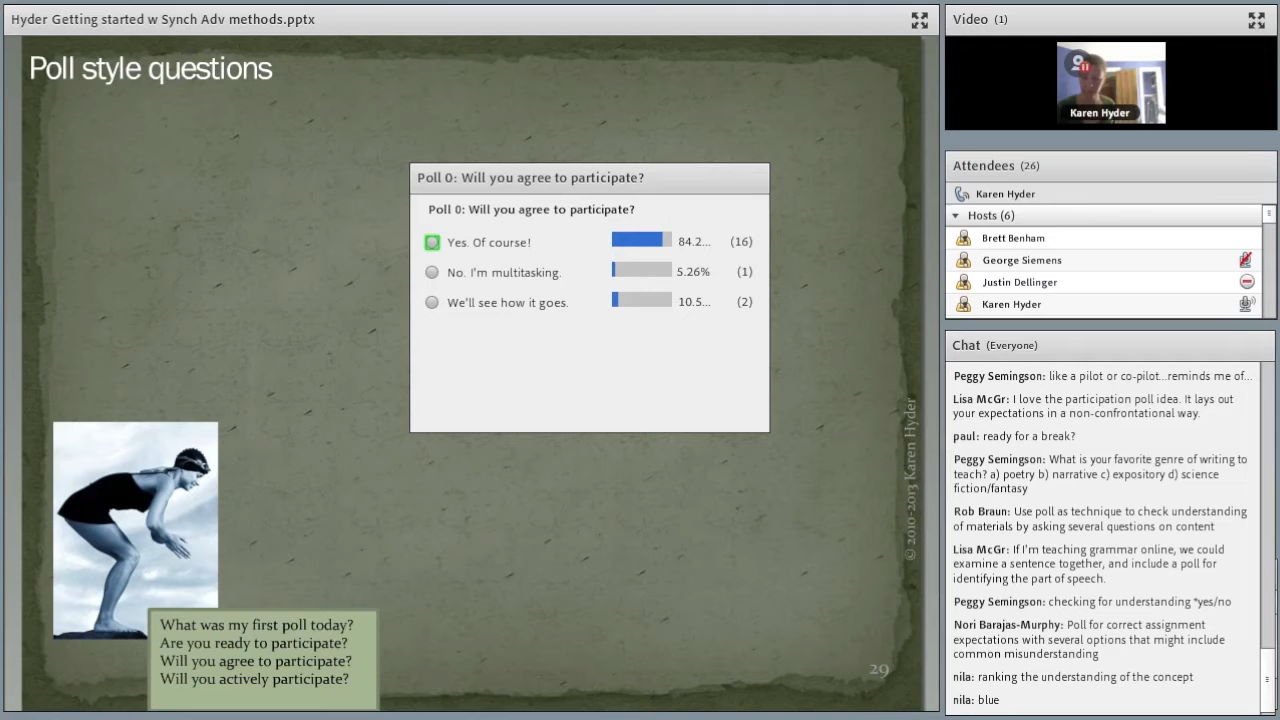 Hyder Getting started w Synch Adv methods.pptx
Poll style questions
Poll 0: Will you agree to participate?
Poll 0: Will you agree to participate?
Yes. Of course! 84.2... (16)
No. I'm multitasking. 5.26% (1)
We'll see how it goes. 10.5... (2)
What was my first poll today?
Are you ready to participate?
Will you agree to participate?
Will you actively participate?
© 2010-2013 Karen Hyder
29
Video (1)
Karen Hyder
Attendees (26)
Karen Hyder
Hosts (6)
Brett Benham
George Siemens
Justin Dellinger
Karen Hyder
Chat (Everyone)
Peggy Semingson: like a pilot or co-pilot...reminds me of...
Lisa McGr: I love the participation poll idea. It lays out
your expectations in a non-confrontational way.
paul: ready for a break?
Peggy Semingson: What is your favorite genre of writing to
teach? a) poetry b) narrative c) expository d) science
fiction/fantasy
Rob Braun: Use poll as technique to check understanding
of materials by asking several questions on content
Lisa McGr: If I'm teaching grammar online, we could
examine a sentence together, and include a poll for
identifying the part of speech.
Peggy Semingson: checking for understanding *yes/no
Nori Barajas-Murphy: Poll for correct assignment
expectations with several options that might include
common misunderstanding
nila: ranking the understanding of the concept
nila: blue